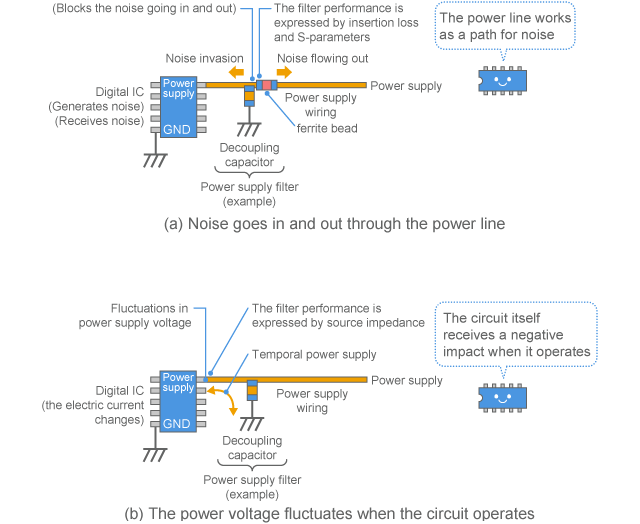 (Blocks the noise going in and out)
The filter performance is
expressed by insertion loss
and S-parameters
The power line works
as a path for noise
Noise invasion
Noise flowing out
Power
supply
Power supply
Digital IC
(Generates noise)
(Receives noise)
Power supply
wiring
ferrite bead
GND
Decoupling
capacitor
Power supply filter
(example)
(a) Noise goes in and out through the power line
Fluctuations in
power supply voltage
The filter performance is
expressed by source impedance
The circuit itself
receives a negative
impact when it operates
Temporal power supply
Power
supply
Power supply
Digital IC
(the electric current
changes)
Power supply
wiring
GND
Decoupling
capacitor
Power supply filter
(example)
(b) The power voltage fluctuates when the circuit operates